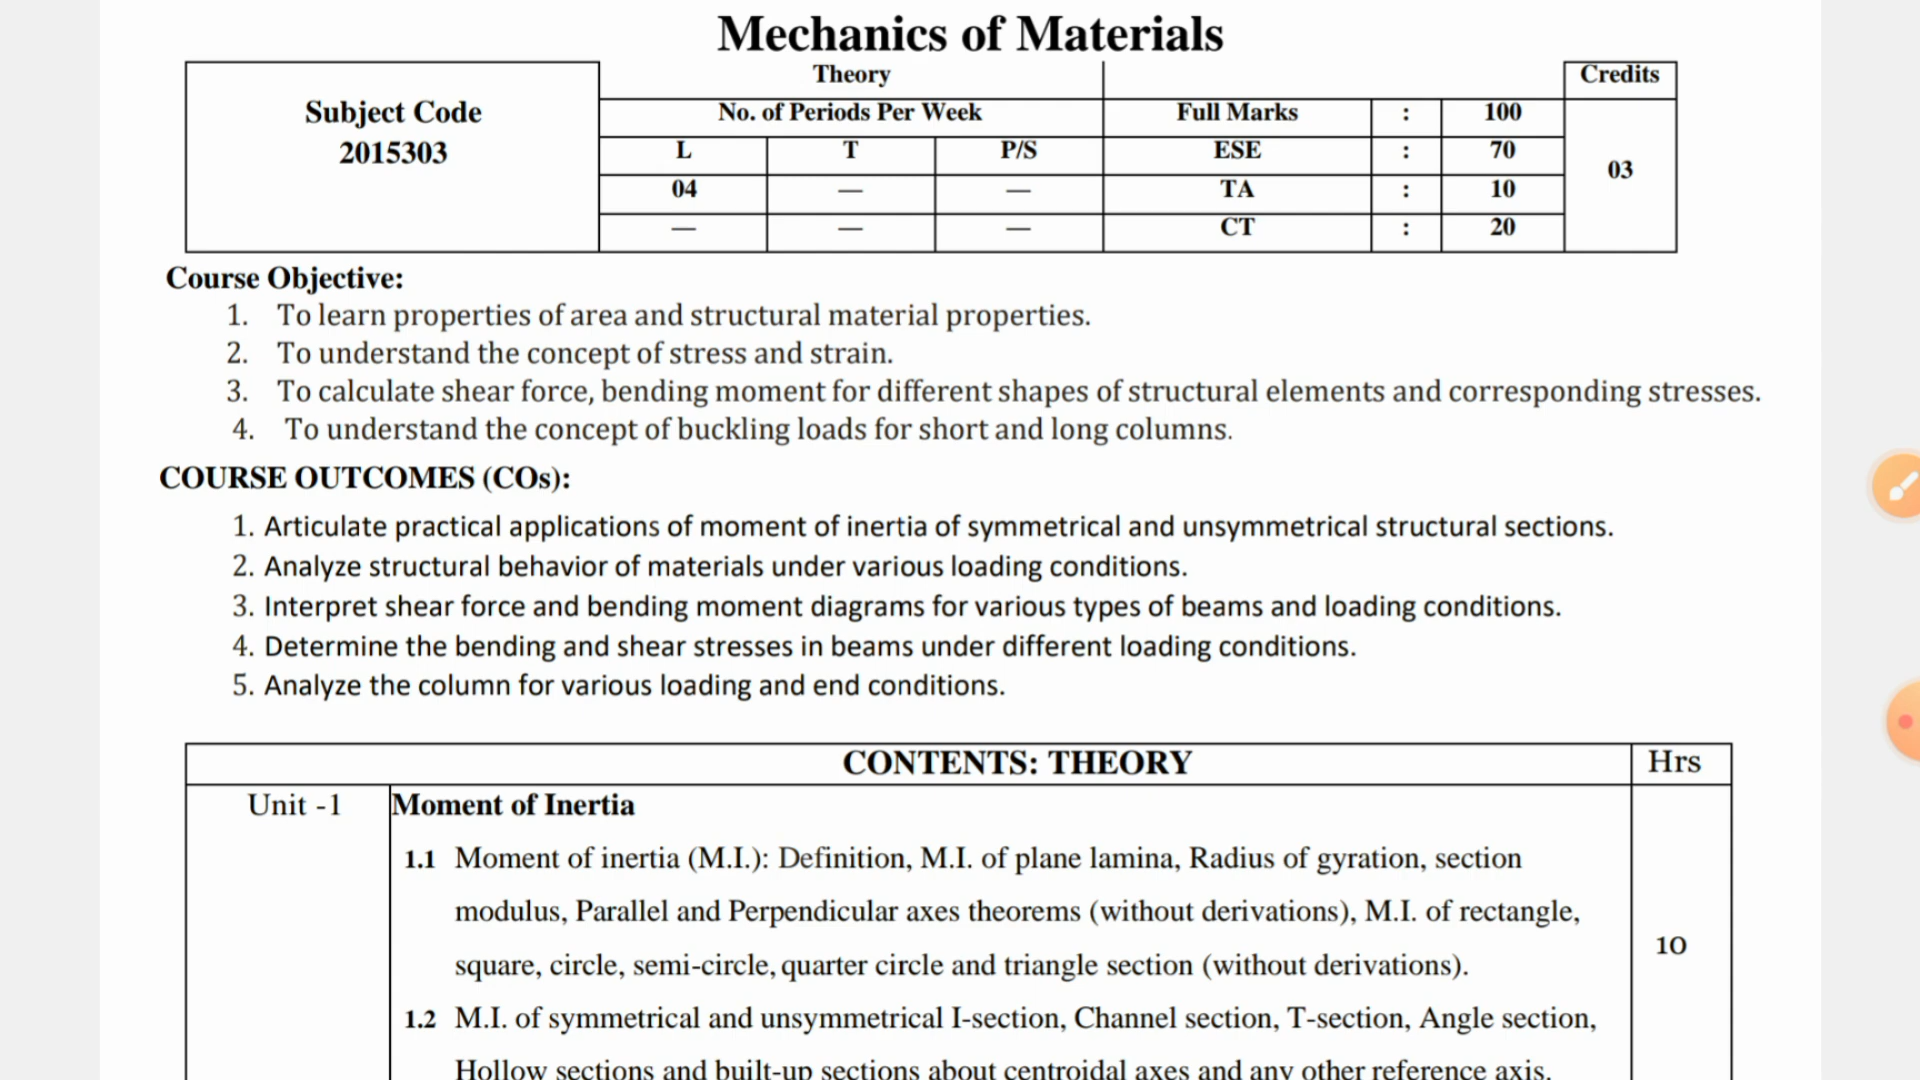 Mechanics of Materials
Subject Code
2015303
Theory
Credits
No. of Periods Per Week
Full Marks : 100
L T P/S ESE : 70
03
04 — — TA : 10
— — — CT : 20
Course Objective:
1. To learn properties of area and structural material properties.
2. To understand the concept of stress and strain.
3. To calculate shear force, bending moment for different shapes of structural elements and corresponding stresses.
4. To understand the concept of buckling loads for short and long columns.
COURSE OUTCOMES (COs):
1. Articulate practical applications of moment of inertia of symmetrical and unsymmetrical structural sections.
2. Analyze structural behavior of materials under various loading conditions.
3. Interpret shear force and bending moment diagrams for various types of beams and loading conditions.
4. Determine the bending and shear stresses in beams under different loading conditions.
5. Analyze the column for various loading and end conditions.
CONTENTS: THEORY Hrs
Unit -1 Moment of Inertia
1.1 Moment of inertia (M.I.): Definition, M.I. of plane lamina, Radius of gyration, section
modulus, Parallel and Perpendicular axes theorems (without derivations), M.I. of rectangle,
10
square, circle, semi-circle, quarter circle and triangle section (without derivations).
1.2 M.I. of symmetrical and unsymmetrical I-section, Channel section, T-section, Angle section,
Hollow sections and built-up sections about centroidal axes and any other reference axis.